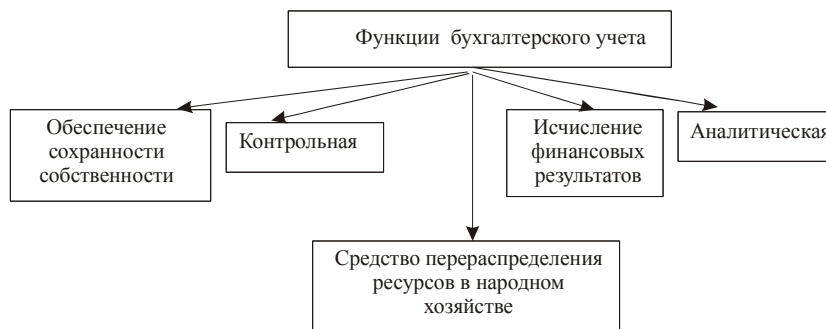 Функции бухгалтерского учета
Обеспечение
сохранности
собственности
Контрольная
Исчисление
финансовых
результатов
Аналитическая
Средство перераспределения
ресурсов в народном
хозяйстве